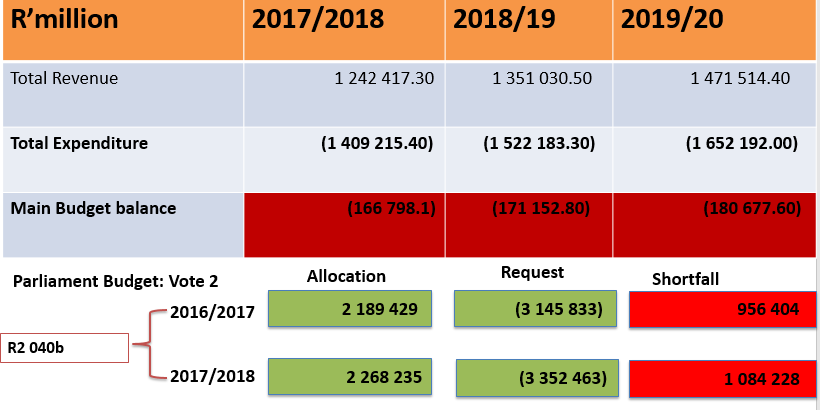 R’million 2017/2018 2018/19 2019/20
Total Revenue 1 242 417.30 1 351 030.50 1 471 514.40
Total Expenditure (1 409 215.40) (1 522 183.30) (1 652 192.00)
Main Budget balance (166 798.1) (171 152.80) (180 677.60)
Parliament Budget: Vote 2 Allocation Request Shortfall
2016/2017 2 189 429 (3 145 833) 956 404
R2 040b
2017/2018 2 268 235 (3 352 463) 1 084 228